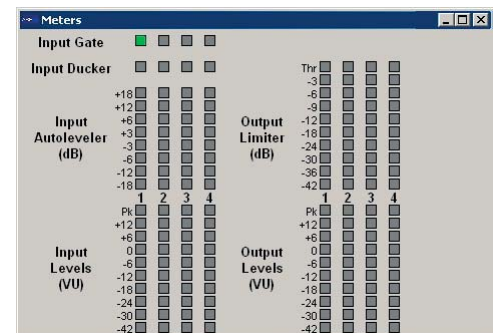 Meters
Input Gate
Input Ducker
Input
Autoleveler
(dB)
+18
+12
+6
+3
-3
-6
-12
-18
1 2 3 4
Output
Limiter
(dB)
Thr
-3
-6
-9
-12
-18
-24
-30
-36
-42
1 2 3 4
Input
Levels
(VU)
Pk
+12
+6
0
-6
-12
-18
-24
-30
-42
Output
Levels
(VU)
Pk
+12
+6
0
-6
-12
-18
-24
-30
-42